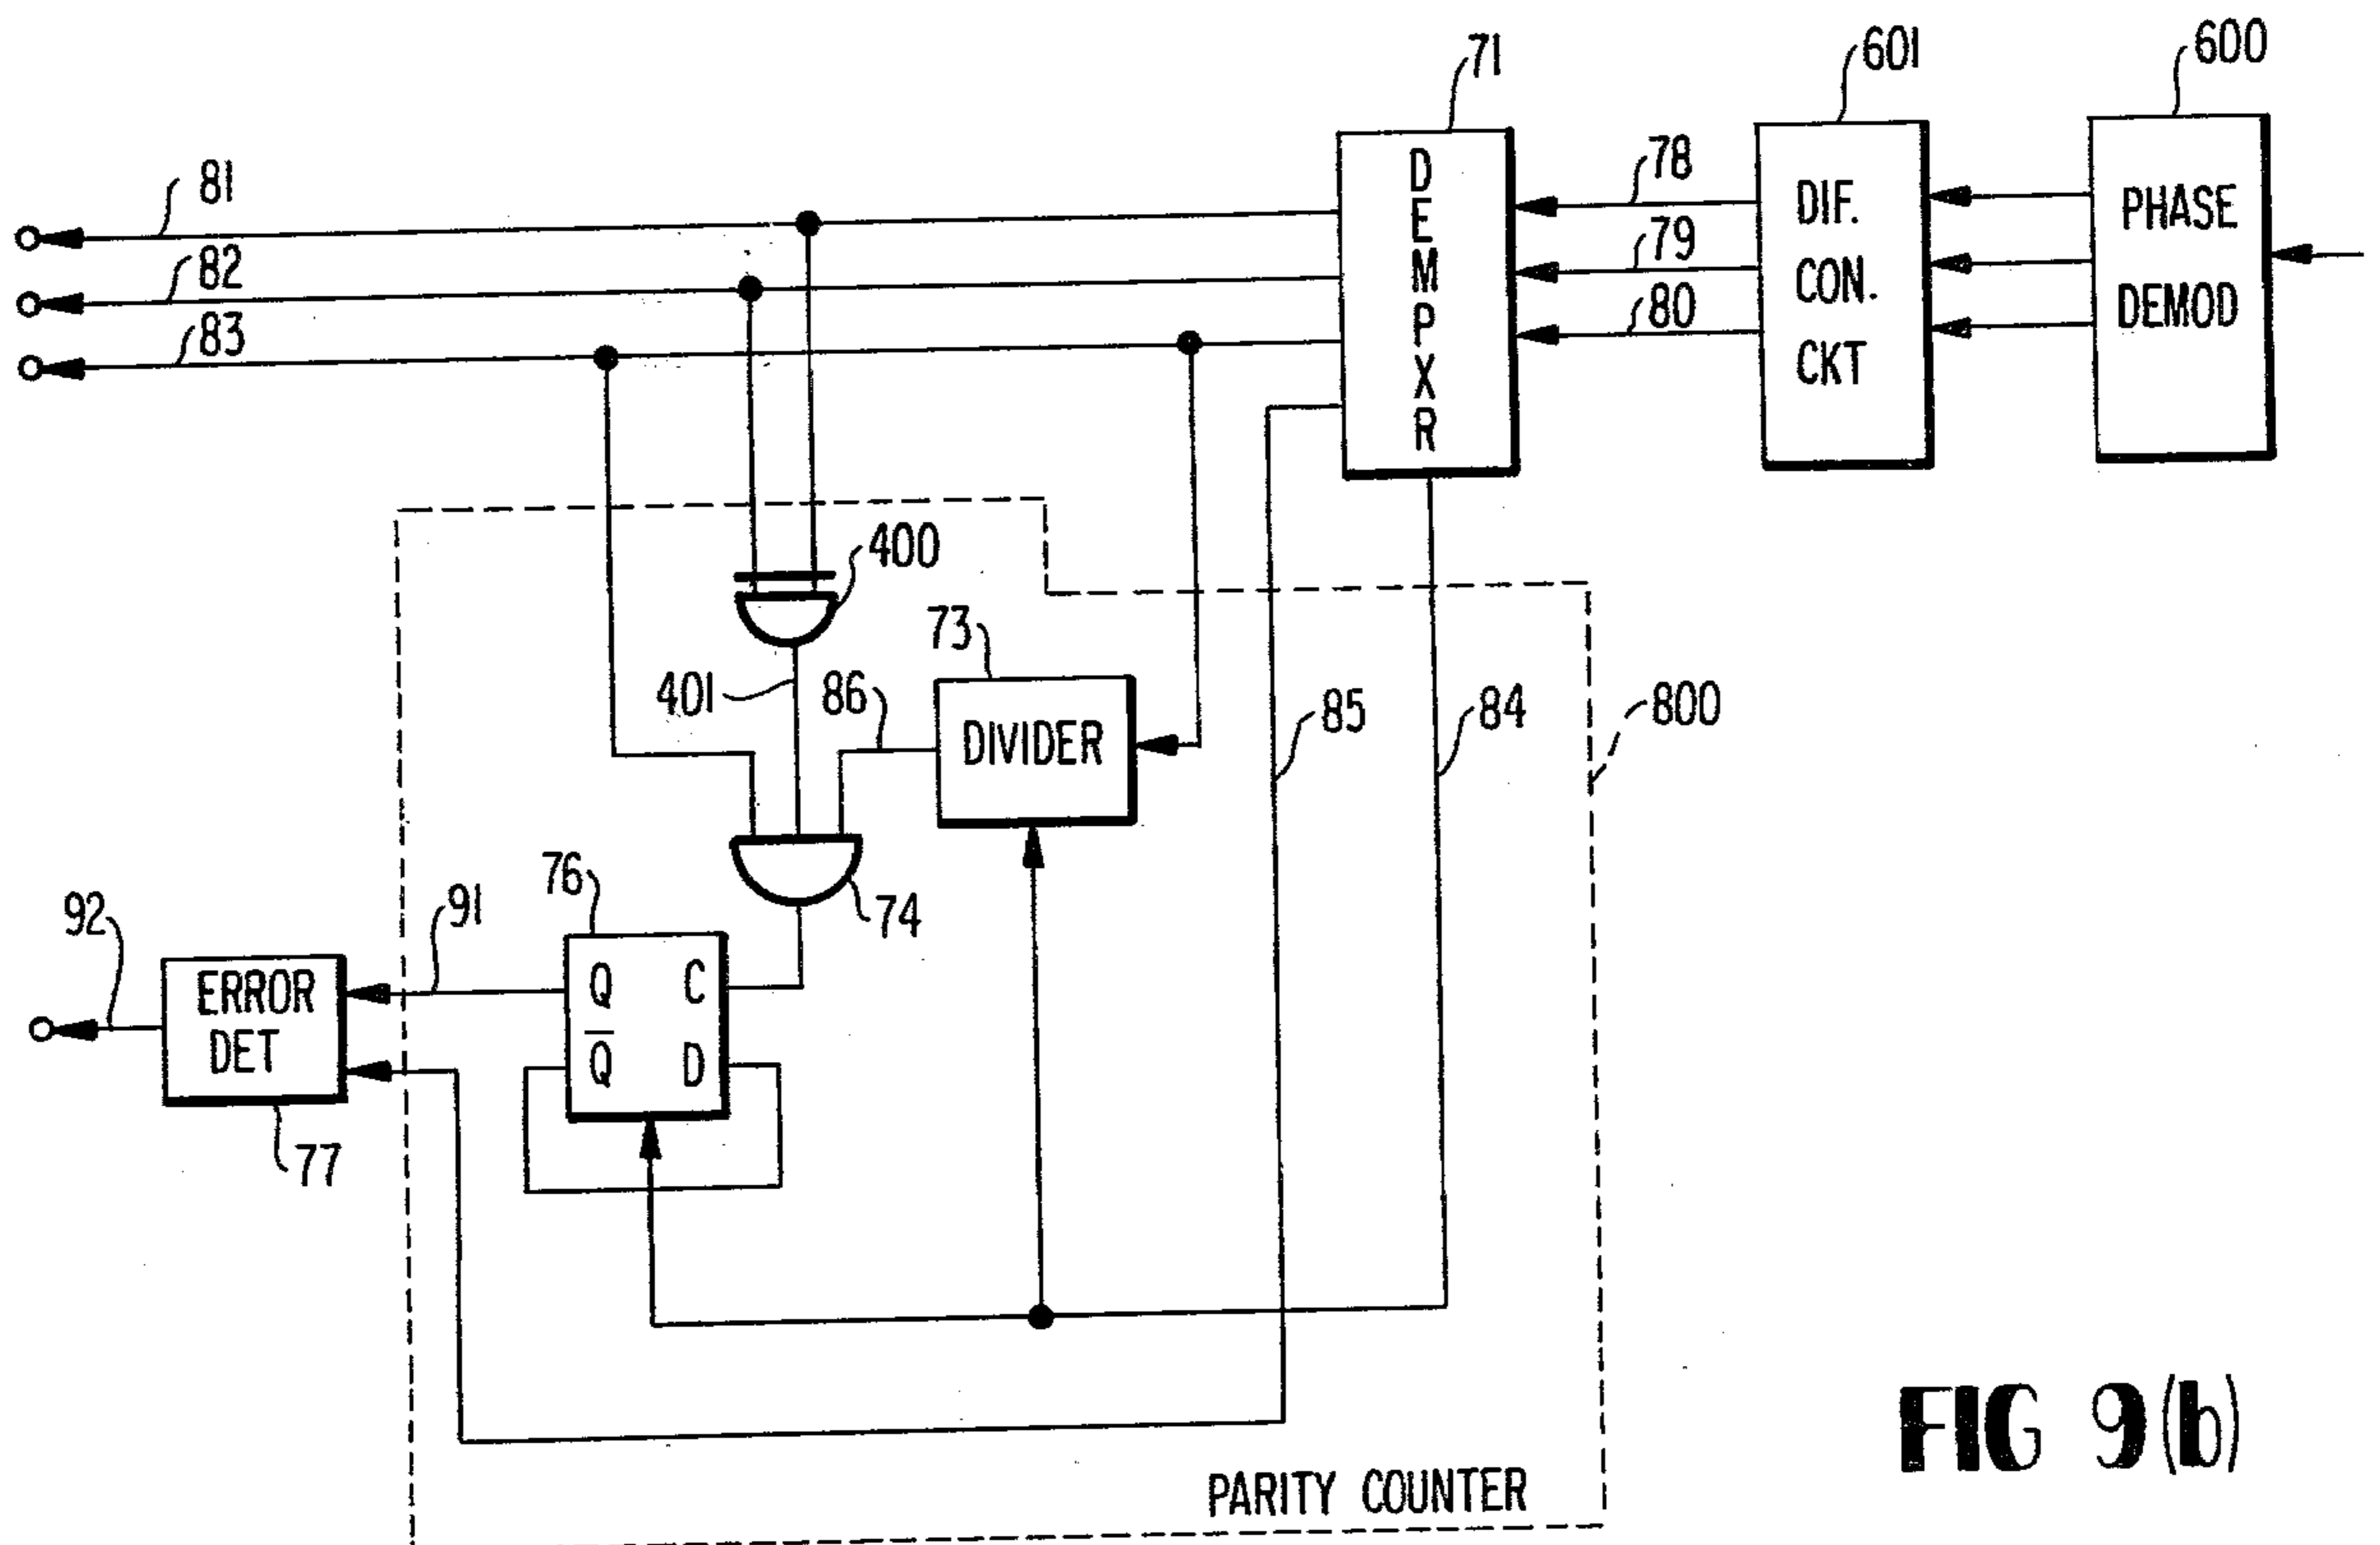 71
601
600
81
82
83
DEMPXR
78
79
80
DIF.
CON.
CKT
PHASE
DEMOD
400
73
401
86
DIVIDER
85
84
800
76
74
92
91
ERROR
DET
Q C
Q̅ D
77
PARITY COUNTER
FIG 9(b)